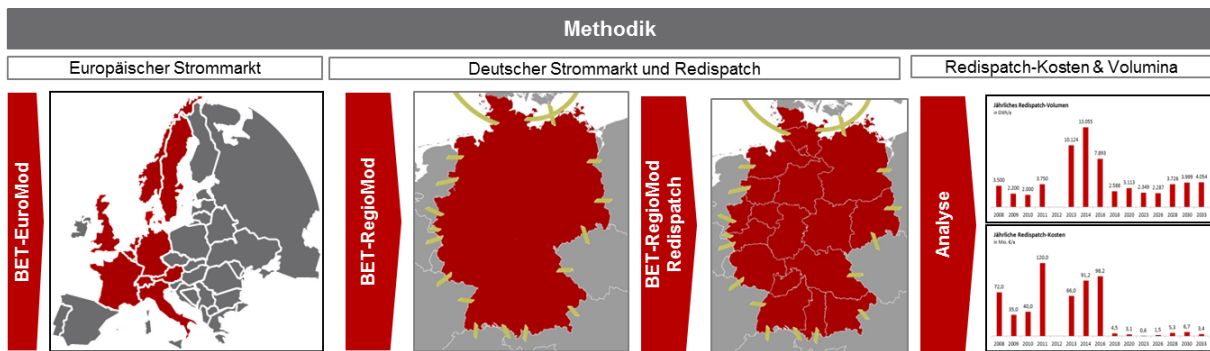 Methodik
Europäischer Strommarkt
Deutscher Strommarkt und Redispatch
Redispatch-Kosten & Volumina
BET-EuroMod
BET-RegioMod
BET-RegioMod
Redispatch
Analyse
Jährliches Redispatch-Volumen
in GWh/a
3.500 2.200 2.000 3.750 10.124 13.055 7.893 2.588 3.113 2.349 2.287 3.728 3.999 4.054
2008 2009 2010 2011 2013 2014 2016 2018 2020 2023 2026 2028 2030 2033
Jährliche Redispatch-Kosten
in Mio. €/a
72,0 35,0 40,0 120,0 66,0 91,2 98,2 4,5 3,1 0,8 1,5 5,3 6,7 3,4
2008 2009 2010 2011 2013 2014 2016 2018 2020 2023 2026 2028 2030 2033